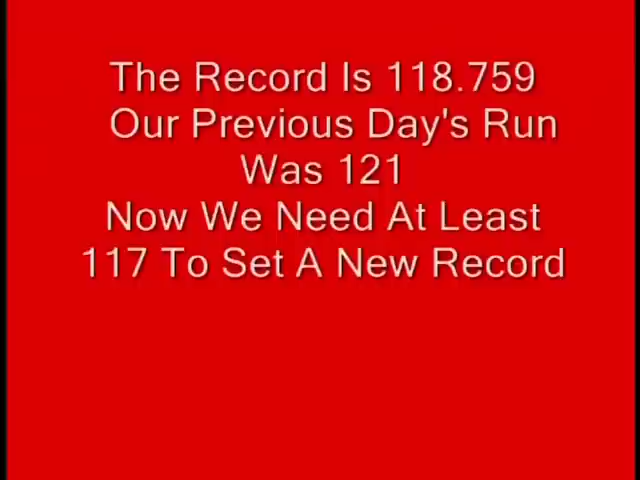 The Record Is 118.759
Our Previous Day's Run
Was 121
Now We Need At Least
117 To Set A New Record